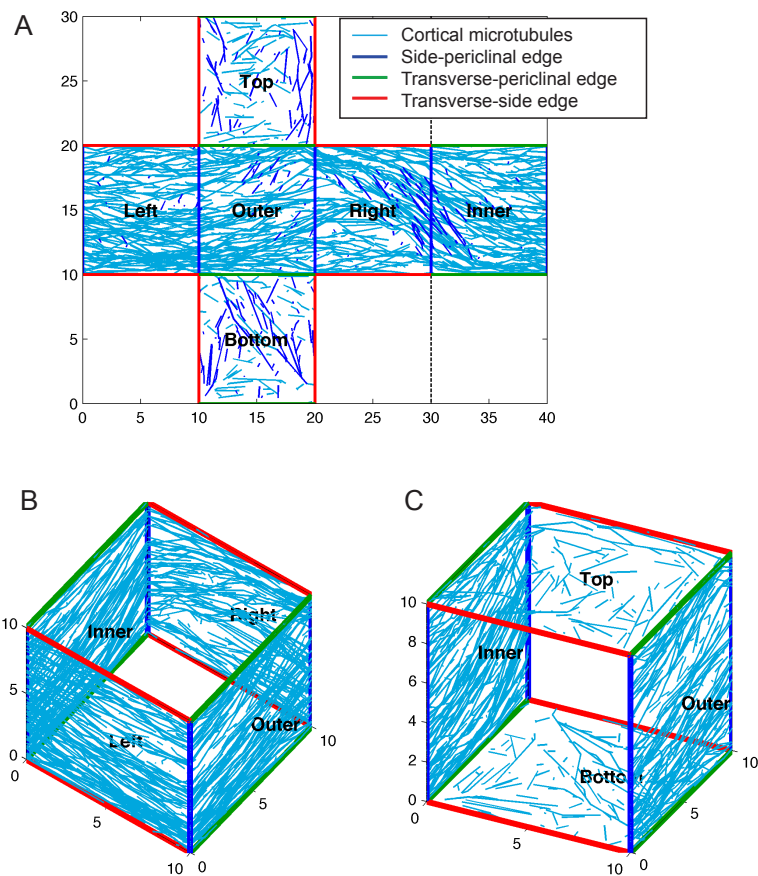 A
Cortical microtubules
Side-periclinal edge
Transverse-periclinal edge
Transverse-side edge
30
25
20
15
10
5
0
Top
Left
Outer
Right
Inner
Bottom
0
5
10
15
20
25
30
35
40
B
10
5
0
0
5
10
0
5
10
Inner
Right
Left
Outer
C
10
8
6
4
2
0
0
5
10
0
5
10
Top
Inner
Outer
Bottom